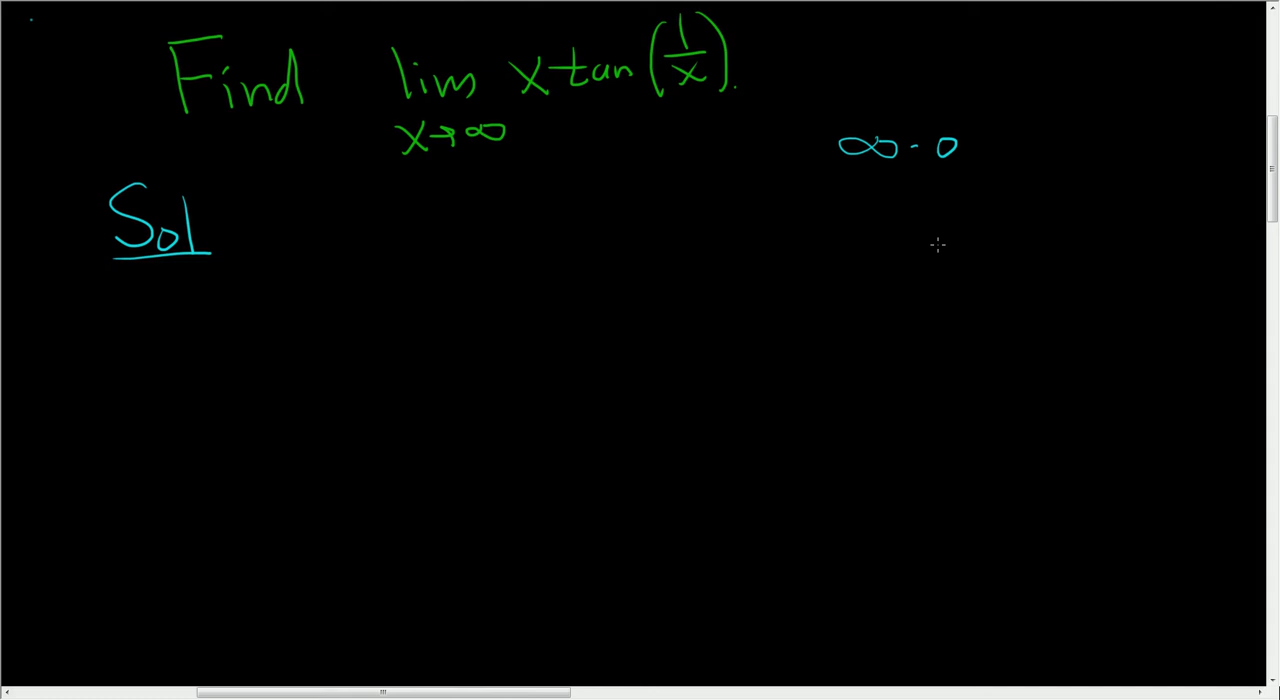 Find lim x tan(1/x).
x→∞
∞ · 0
Sol